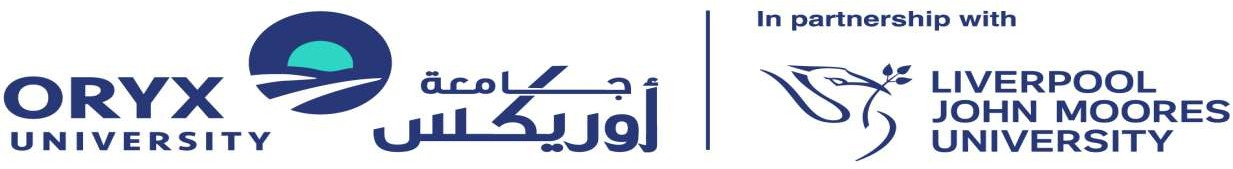 ORYX
UNIVERSITY
جامعة
أوريكس
In partnership with
LIVERPOOL
JOHN MOORES
UNIVERSITY